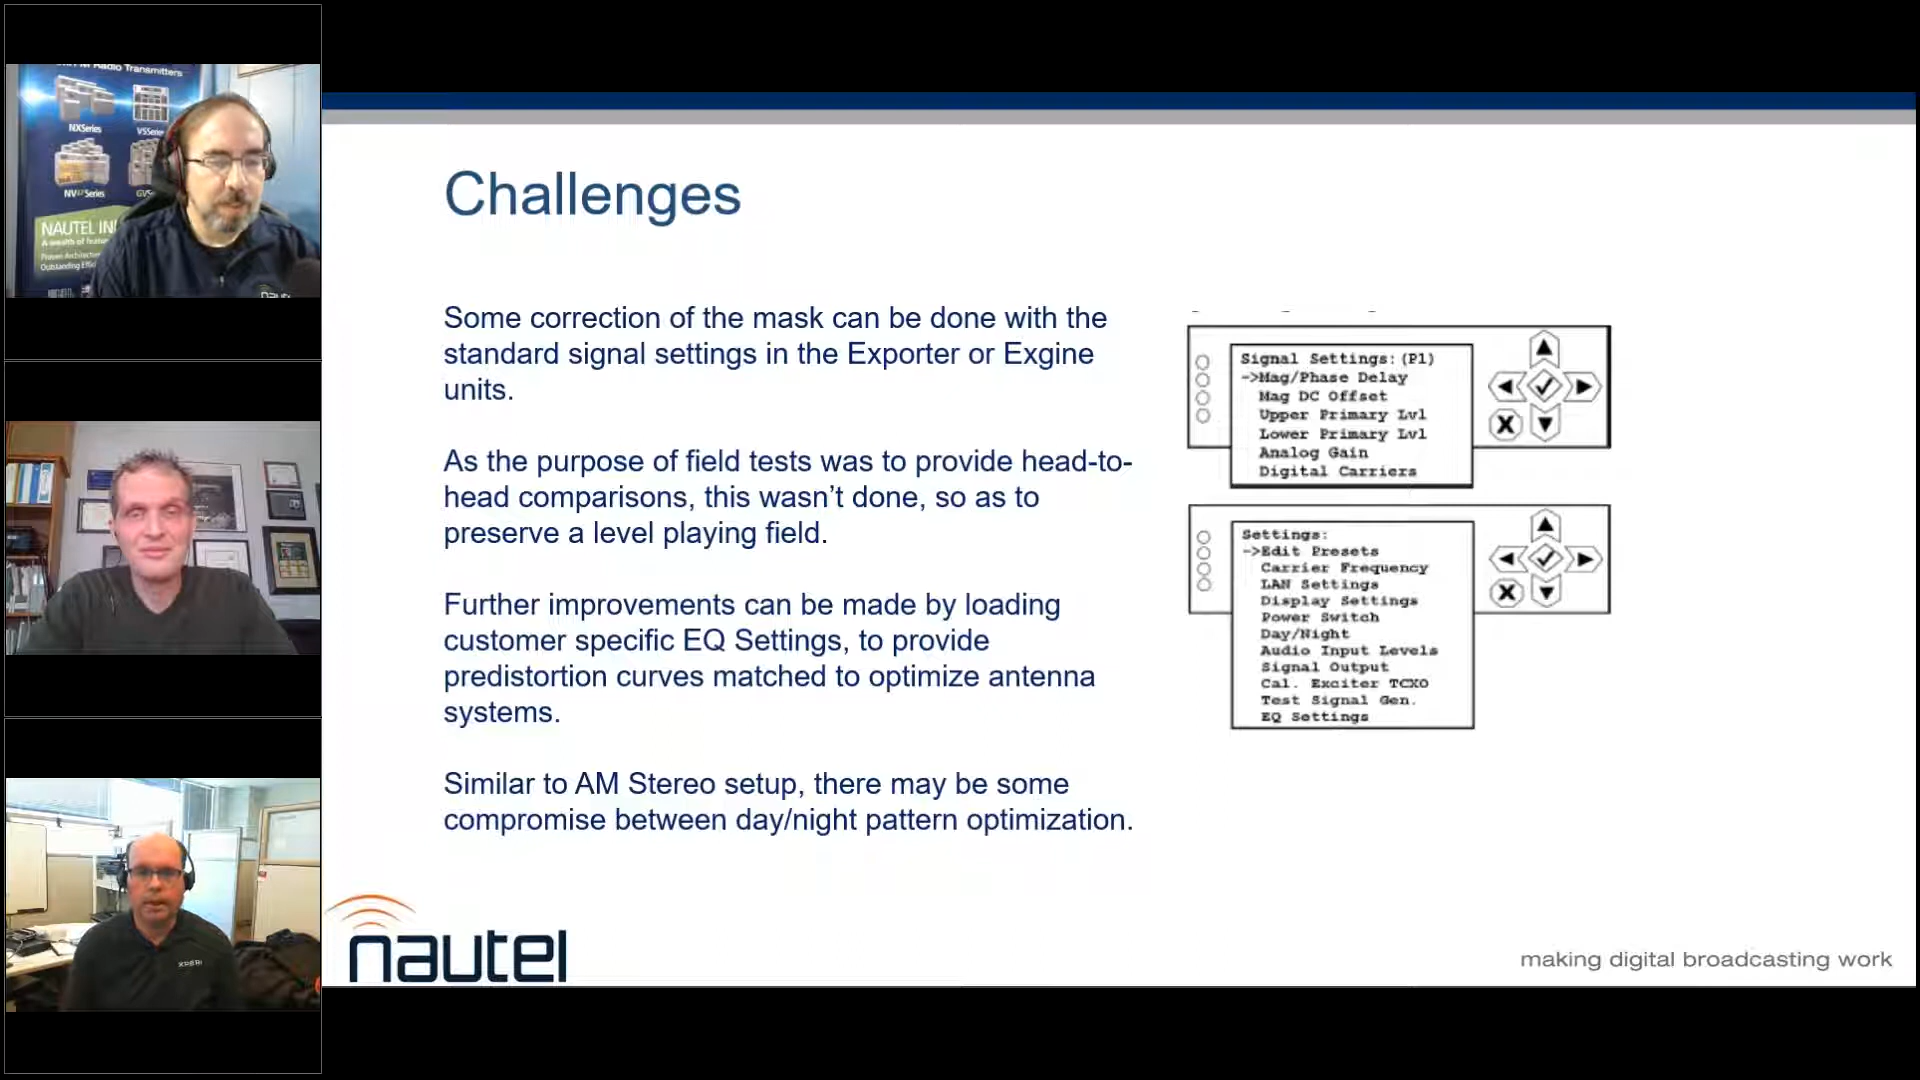 Radio Transmitters
NXSeries
VSSeries
NV Series
NAUTEL IN
A wealth of
Outstanding
XPERI
Challenges
Some correction of the mask can be done with the
standard signal settings in the Exporter or Exgine
units.
As the purpose of field tests was to provide head-to-
head comparisons, this wasn’t done, so as to
preserve a level playing field.
Further improvements can be made by loading
customer specific EQ Settings, to provide
predistortion curves matched to optimize antenna
systems.
Similar to AM Stereo setup, there may be some
compromise between day/night pattern optimization.
Signal Settings:(P1)
->Mag/Phase Delay
Mag DC Offset
Upper Primary Lvl
Lower Primary Lvl
Analog Gain
Digital Carriers
X
Settings:
->Edit Presets
Carrier Frequency
LAN Settings
Display Settings
Power Switch
Day/Night
Audio Input Levels
Signal Output
Cal. Exciter TCXO
Test Signal Gen.
EQ Settings
X
nautel
making digital broadcasting work